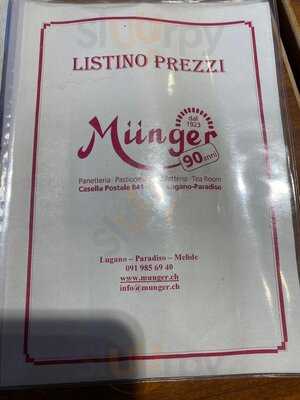 sluurpy
LISTINO PREZZI
dal
1923
Münger
90 anni
Panetteria · Pasticceria · Tea Room
Casella Postale 841 Lugano-Paradiso
Lugano – Paradiso – Melide
091 985 69 40
www.munger.ch
info@munger.ch